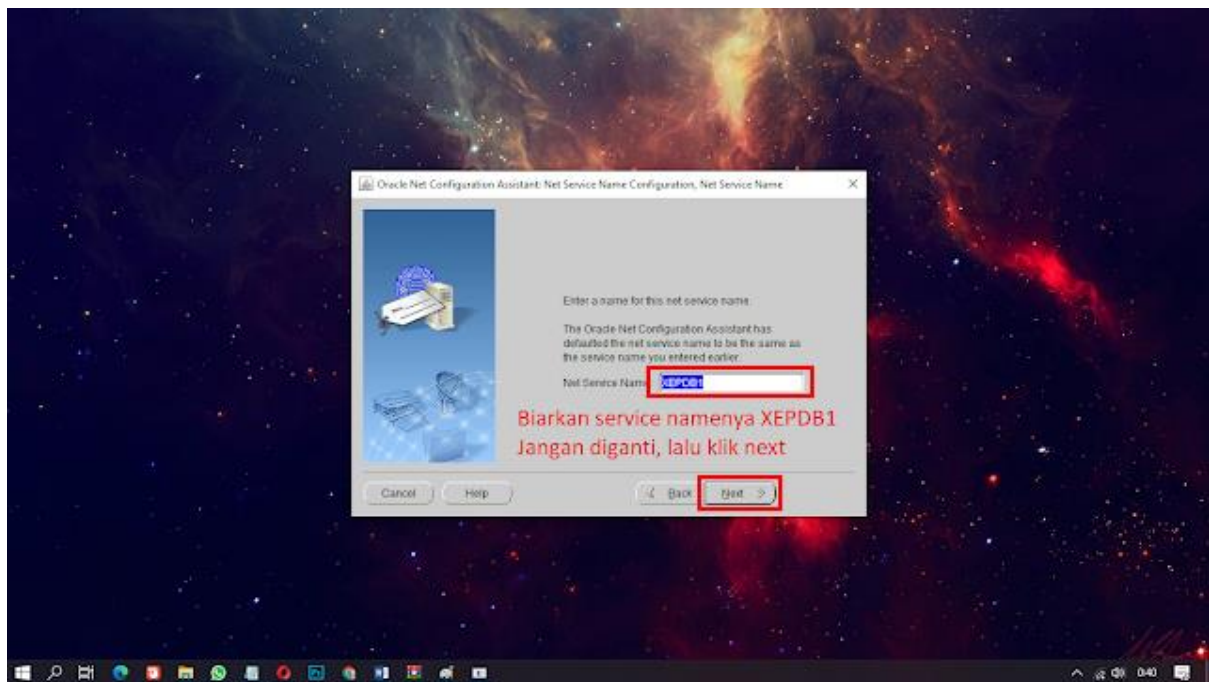 Oracle Net Configuration Assistant: Net Service Name Configuration, Net Service Name
Enter a name for this net service name.
The Oracle Net Configuration Assistant has
defaulted the net service name to be the same as
the service name you entered earlier.
Net Service Name
XEPDB1
Biarkan service namenya XEPDB1
Jangan diganti, lalu klik next
Cancel
Help
Back
Next
0:40